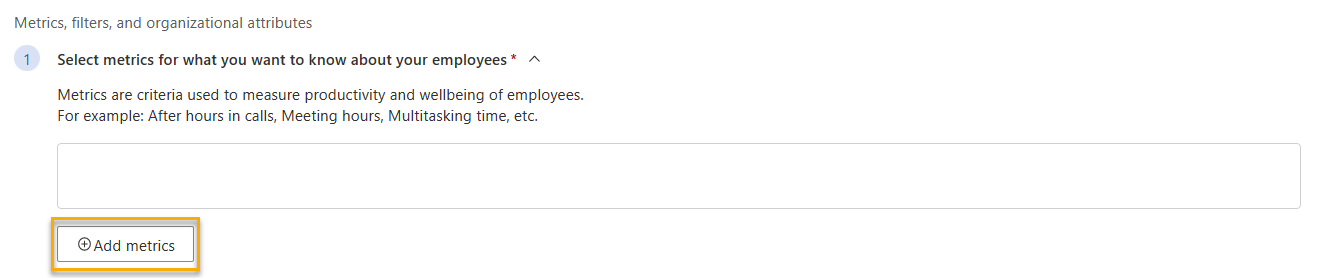 Metrics, filters, and organizational attributes
1 Select metrics for what you want to know about your employees *
Metrics are criteria used to measure productivity and wellbeing of employees.
For example: After hours in calls, Meeting hours, Multitasking time, etc.
Add metrics